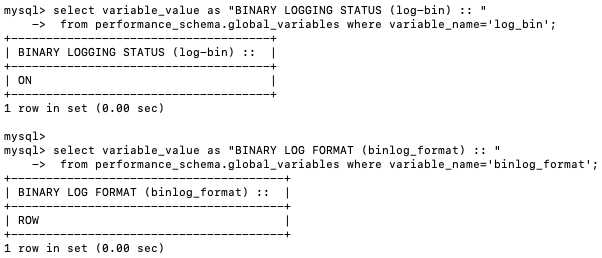 mysql> select variable_value as "BINARY LOGGING STATUS (log-bin) :: "
    ->  from performance_schema.global_variables where variable_name='log_bin';
+-------------------------------------+
| BINARY LOGGING STATUS (log-bin) ::  |
+-------------------------------------+
| ON                                  |
+-------------------------------------+
1 row in set (0.00 sec)

mysql>
mysql> select variable_value as "BINARY LOG FORMAT (binlog_format) :: "
    ->  from performance_schema.global_variables where variable_name='binlog_format';
+---------------------------------------+
| BINARY LOG FORMAT (binlog_format) ::  |
+---------------------------------------+
| ROW                                   |
+---------------------------------------+
1 row in set (0.00 sec)